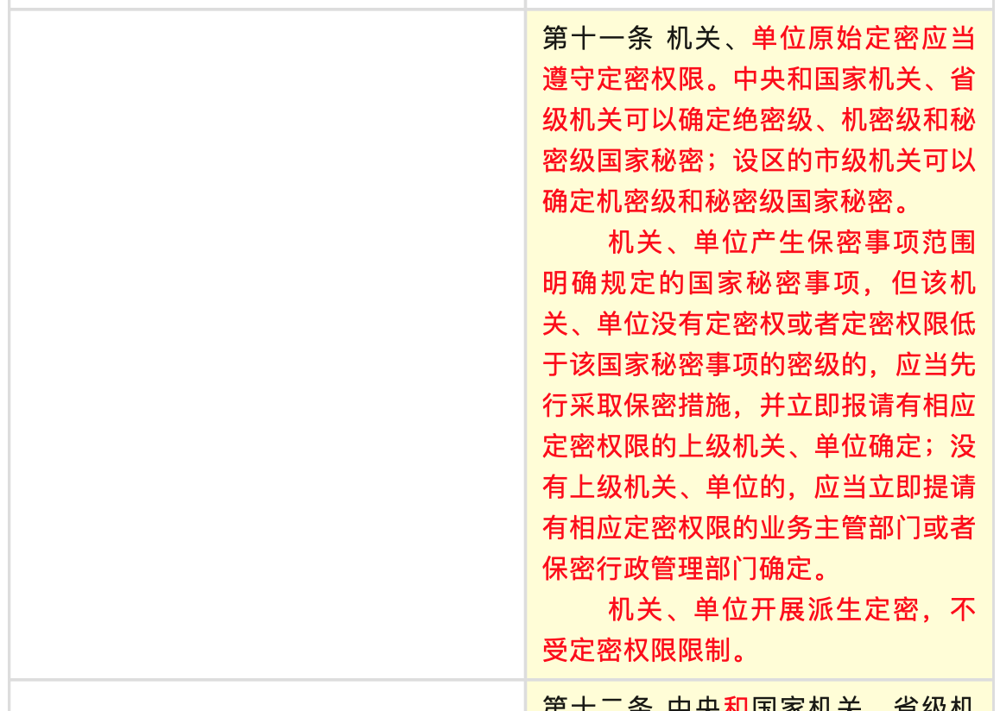 第十一条 机关、单位原始定密应当
遵守定密权限。中央和国家机关、省
级机关可以确定绝密级、机密级和秘
密级国家秘密；设区的市级机关可以
确定机密级和秘密级国家秘密。
机关、单位产生保密事项范围
明确规定的国家秘密事项，但该机
关、单位没有定密权或者定密权限低
于该国家秘密事项的密级的，应当先
行采取保密措施，并立即报请有相应
定密权限的上级机关、单位确定；没
有上级机关、单位的，应当立即提请
有相应定密权限的业务主管部门或者
保密行政管理部门确定。
机关、单位开展派生定密，不
受定密权限限制。
第十二条 中央和国家机关、省级机